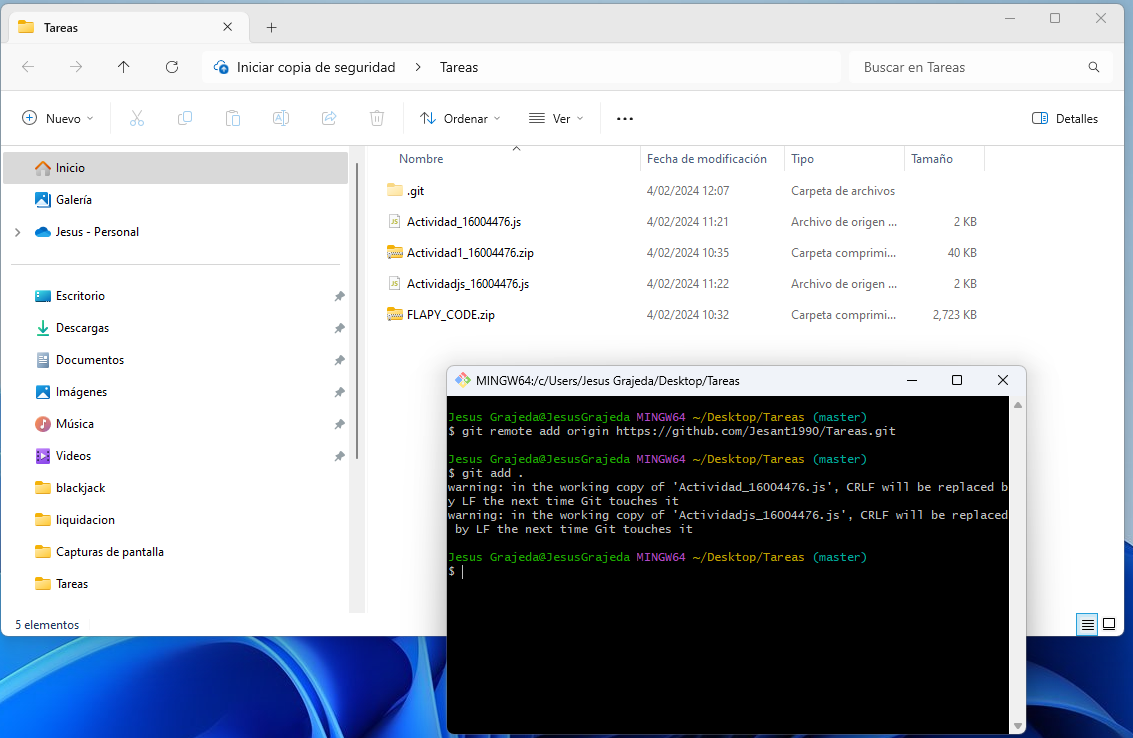 Tareas
Iniciar copia de seguridad > Tareas
Buscar en Tareas
Nuevo
Ordenar
Ver
Detalles
Inicio
Galería
Jesus - Personal
Escritorio
Descargas
Documentos
Imágenes
Música
Videos
blackjack
liquidacion
Capturas de pantalla
Tareas
Nombre Fecha de modificación Tipo Tamaño
.git 4/02/2024 12:07 Carpeta de archivos
Actividad_16004476.js 4/02/2024 11:21 Archivo de origen ... 2 KB
Actividad1_16004476.zip 4/02/2024 10:35 Carpeta comprimi... 40 KB
Actividadjs_16004476.js 4/02/2024 11:22 Archivo de origen ... 2 KB
FLAPY_CODE.zip 4/02/2024 10:32 Carpeta comprimi... 2,723 KB
5 elementos
MINGW64:/c/Users/Jesus Grajeda/Desktop/Tareas
Jesus Grajeda@JesusGrajeda MINGW64 ~/Desktop/Tareas (master)
$ git remote add origin https://github.com/Jesant1990/Tareas.git
Jesus Grajeda@JesusGrajeda MINGW64 ~/Desktop/Tareas (master)
$ git add .
warning: in the working copy of 'Actividad_16004476.js', CRLF will be replaced b
y LF the next time Git touches it
warning: in the working copy of 'Actividadjs_16004476.js', CRLF will be replaced
by LF the next time Git touches it
Jesus Grajeda@JesusGrajeda MINGW64 ~/Desktop/Tareas (master)
$